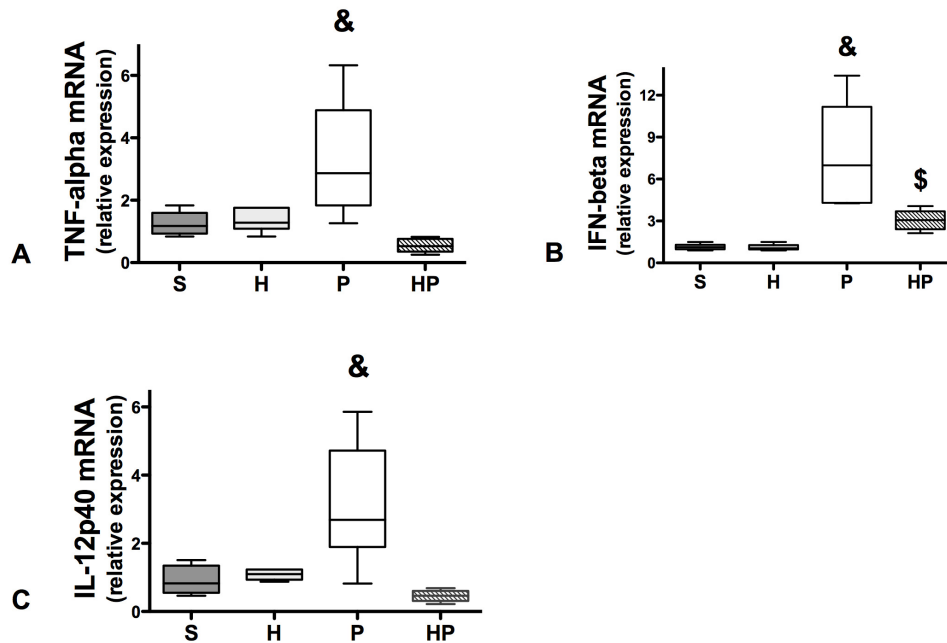 &
TNF-alpha mRNA
(relative expression)
6
4
2
0
S H P HP
A
&
$
IFN-beta mRNA
(relative expression)
12
9
6
3
0
S H P HP
B
&
IL-12p40 mRNA
(relative expression)
6
4
2
0
S H P HP
C